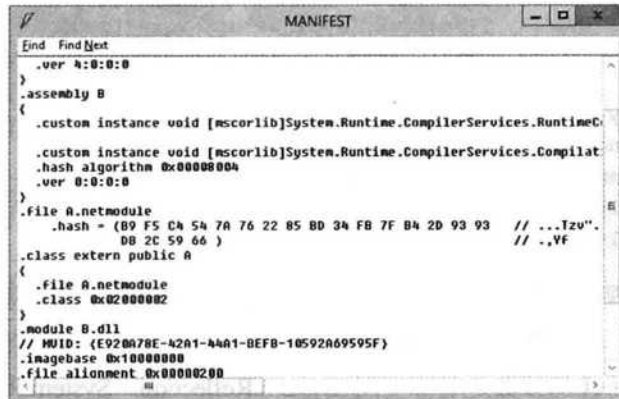 MANIFEST
Find Find Next
.ver 4:0:0:0
}
.assembly B
{
.custom instance void [mscorlib]System.Runtime.CompilerServices.RuntimeC
.custom instance void [mscorlib]System.Runtime.CompilerServices.Compilat
.hash algorithm 0x00008004
.ver 0:0:0:0
}
.file A.netmodule
.hash = (B9 F5 C4 54 7A 76 22 85 BD 34 FB 7F B4 2D 93 93 // ...Tzv".
DB 2C 59 66 ) // .,Yf
.class extern public A
{
.file A.netmodule
.class 0x02000002
}
.module B.dll
// MVID: {E920A78E-42A1-44A1-BEFB-10592A69595F}
.imagebase 0x10000000
.file alignment 0x00000200